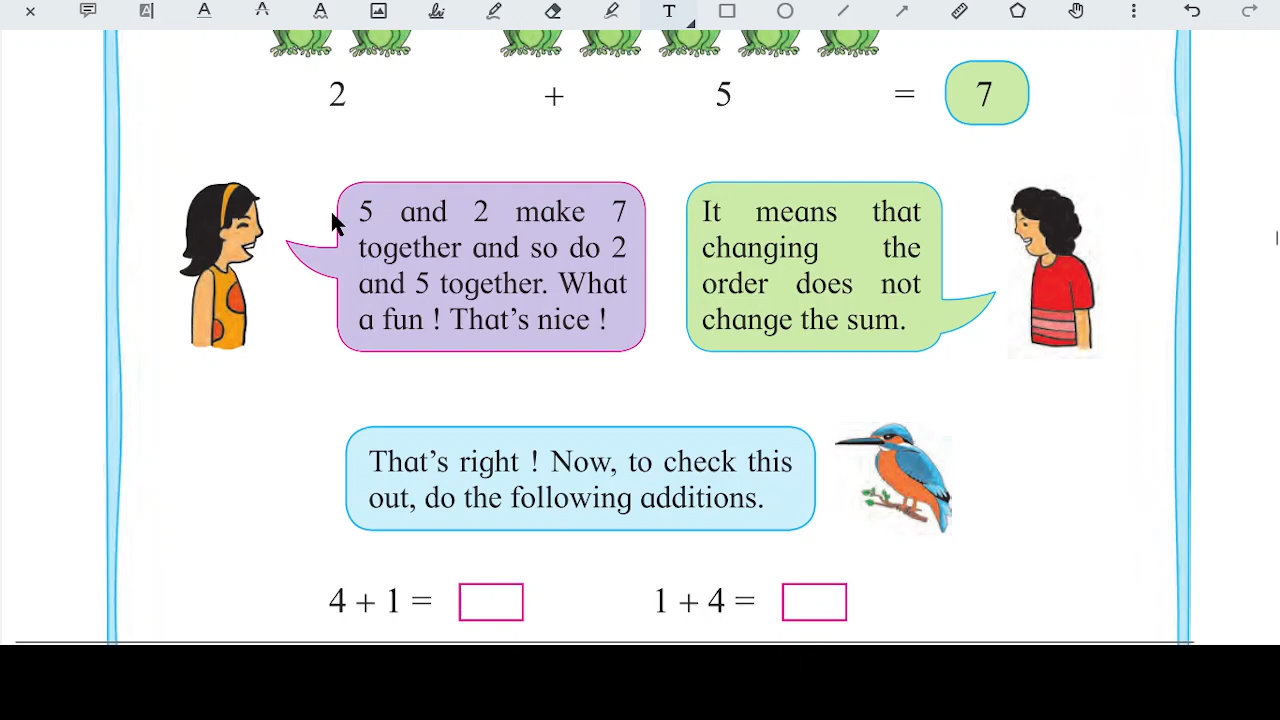 2 + 5 = 7
5 and 2 make 7
together and so do 2
and 5 together. What
a fun ! That's nice !
It means that
changing the
order does not
change the sum.
That's right ! Now, to check this
out, do the following additions.
4 + 1 =
1 + 4 =